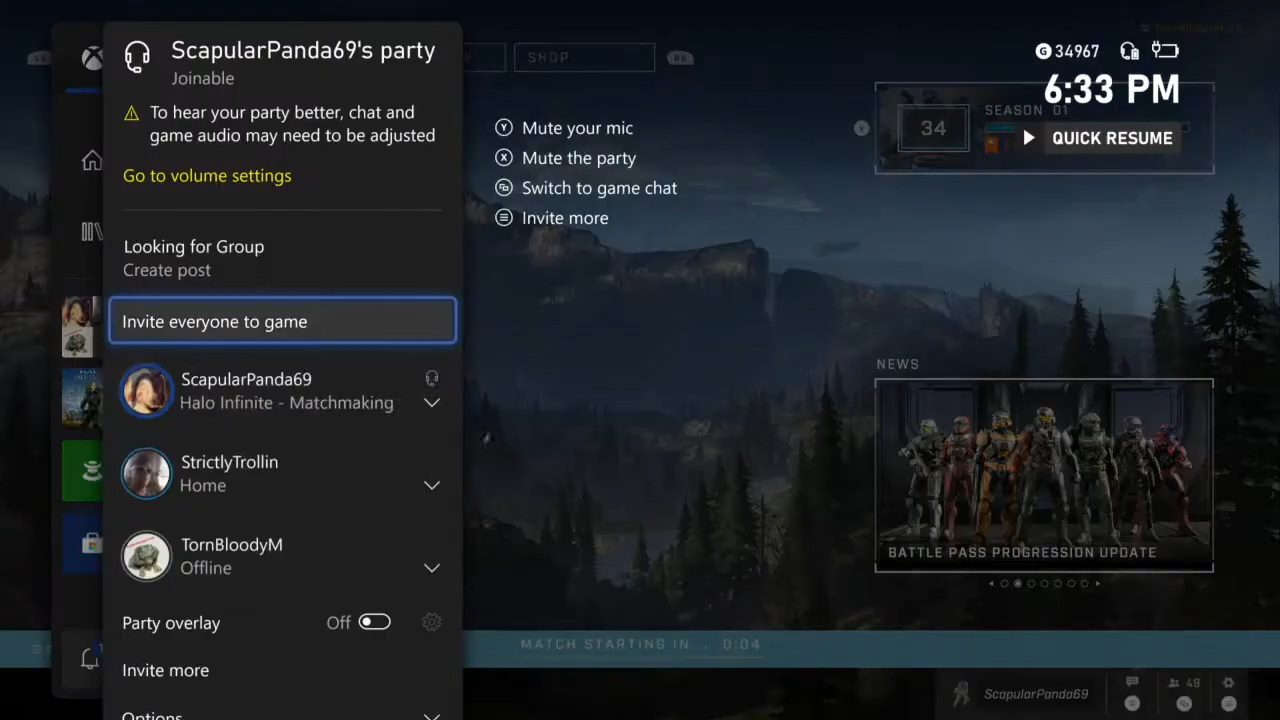 ScapularPanda69's party
Joinable
To hear your party better, chat and
game audio may need to be adjusted
Go to volume settings
Looking for Group
Create post
Invite everyone to game
ScapularPanda69
Halo Infinite - Matchmaking
StrictlyTrollin
Home
TornBloodyM
Offline
Party overlay
Off
Invite more
Options
SHOP
RB
Y Mute your mic
X Mute the party
Switch to game chat
Invite more
G 34967
6:33 PM
SEASON 01
34
Y
QUICK RESUME
NEWS
BATTLE PASS PROGRESSION UPDATE
MATCH STARTING IN... 0:04
ScapularPanda69
49